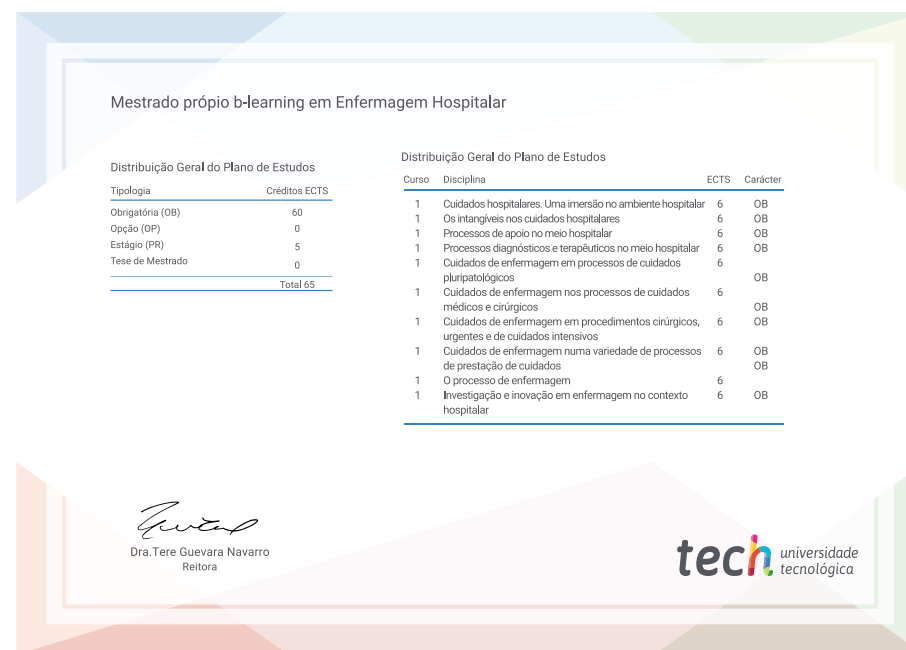 Mestrado própio b-learning em Enfermagem Hospitalar
Distribuição Geral do Plano de Estudos
Tipologia Créditos ECTS
Obrigatória (OB) 60
Opção (OP) 0
Estágio (PR) 5
Tese de Mestrado 0
Total 65
Distribuição Geral do Plano de Estudos
Curso Disciplina ECTS Carácter
1 Cuidados hospitalares. Uma imersão no ambiente hospitalar 6 OB
1 Os intangíveis nos cuidados hospitalares 6 OB
1 Processos de apoio no meio hospitalar 6 OB
1 Processos diagnósticos e terapêuticos no meio hospitalar 6 OB
1 Cuidados de enfermagem em processos de cuidados 6
pluripatológicos OB
1 Cuidados de enfermagem nos processos de cuidados 6
médicos e cirúrgicos OB
1 Cuidados de enfermagem em procedimentos cirúrgicos, 6 OB
urgentes e de cuidados intensivos
1 Cuidados de enfermagem numa variedade de processos 6 OB
de prestação de cuidados OB
1 O processo de enfermagem 6
1 Investigação e inovação em enfermagem no contexto 6 OB
hospitalar
Dra.Tere Guevara Navarro
Reitora
tech universidade
tecnológica